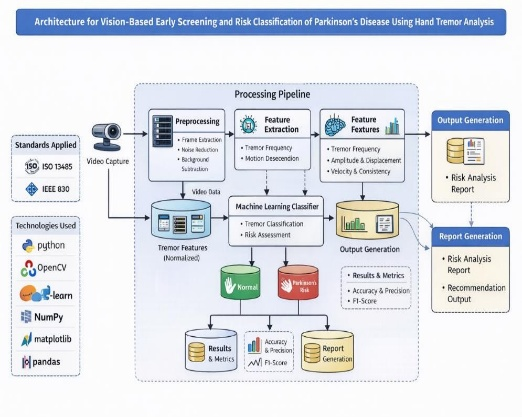 Architecture for Vision-Based Early Screening and Risk Classification of Parkinson's Disease Using Hand Tremor Analysis
Processing Pipeline
Standards Applied
ISO ISO 13485
IEEE 830
Technologies Used
python
OpenCV
-learn
NumPy
matplotlib
pandas
Video Capture
Preprocessing
• Frame Extraction
• Noise Reduction
• Background
Subtraction
Feature
Extraction
• Tremor Frequency
• Motion Desecendion
Feature
Fextures
• Tremor Frequency
• Amplitude & Displacement
• Velocity & Consistency
Output Generation
• Risk Analysis
Report
Video Data
Tremor Features
(Normalized)
Machine Learning Classifier
• Tremor Classification
• Risk Assessment
Output Generation
Report Generation
• Risk Analysis
Report
• Recommendation
Output
Normal
Parkinson's
Risk
• Results & Metrics
• Accuracy & Precision
• F1-Score
Results
& Metrics
Accuracy
& Precision
F1-Score
Report
Generation